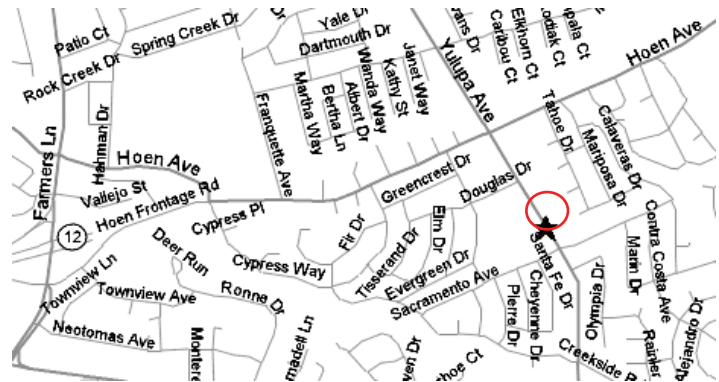 Patio Ct
Spring Creek Dr
Rock Creek Dr
Yale Dr
Dartmouth Dr
Janet Way
Kathy St
Wanda Way
Albert Dr
Bertha Ln
Martha Way
Franquette Ave
Yulupa Ave
Caribou Ct
Elkhorn Ct
Kodiak Ct
Hoen Ave
Hahman Dr
Farmers Ln
Hoen Ave
Vallejo St
Hoen Frontage Rd
12
Cypress Pl
Greencrest Dr
Douglas Dr
Tahoe Dr
Mariposa Dr
Calaveras Dr
Contra Costa Ave
Fir Dr
Tisserand Dr
Elm Dr
Evergreen Dr
Sacramento Ave
Deer Run
Cypress Way
Ronne Dr
Townview Ln
Townview Ave
Neotomas Ave
Santa Fe Dr
Cheyenne Dr
Pierre Dr
Olympia Dr
Marin Dr
Rainier
Alejandro Dr
Creekside